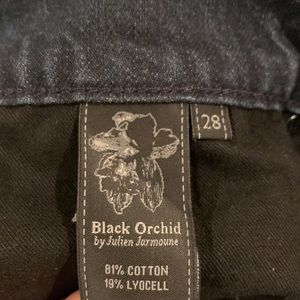 28
Black Orchid
by Julien Jarmoune
81% COTTON
19% LYOCELL